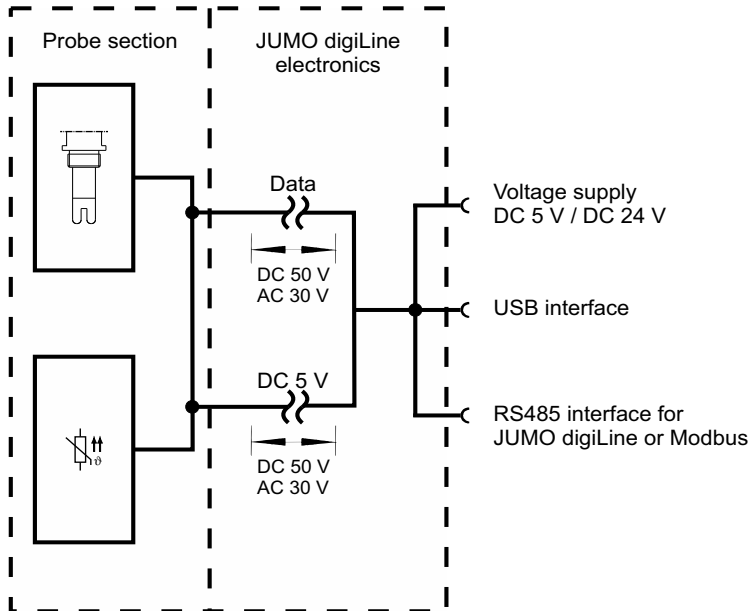 Probe section
JUMO digiLine
electronics
Data
DC 50 V
AC 30 V
DC 5 V
DC 50 V
AC 30 V
ϑ
Voltage supply
DC 5 V / DC 24 V
USB interface
RS485 interface for
JUMO digiLine or Modbus